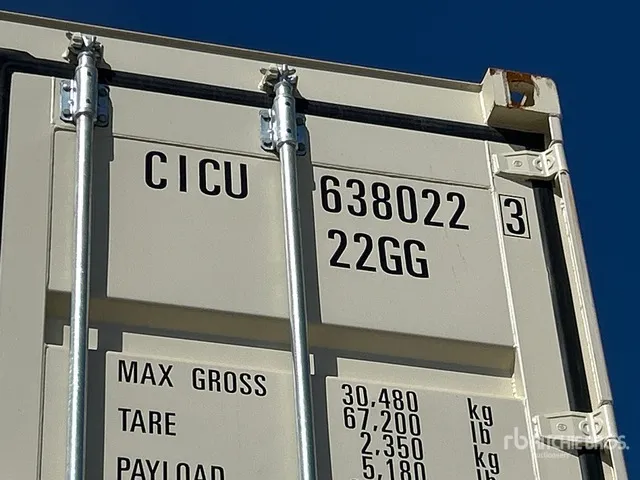 CICU 638022 3
22GG
MAX GROSS 30,480 kg
67,200 lb
TARE 2,350 kg
5,180
PAYLOAD
rb